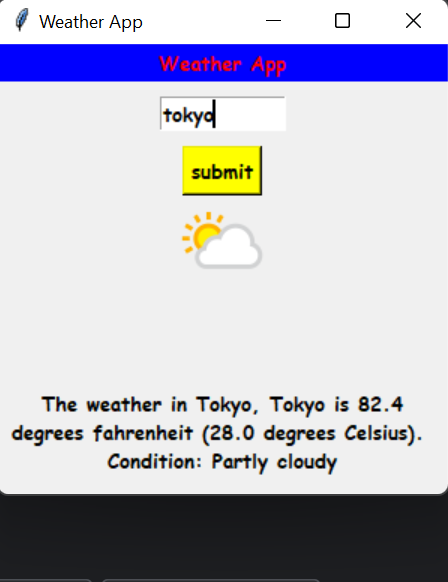 Weather App
Weather App
tokyo
submit
The weather in Tokyo, Tokyo is 82.4
degrees fahrenheit (28.0 degrees Celsius).
Condition: Partly cloudy